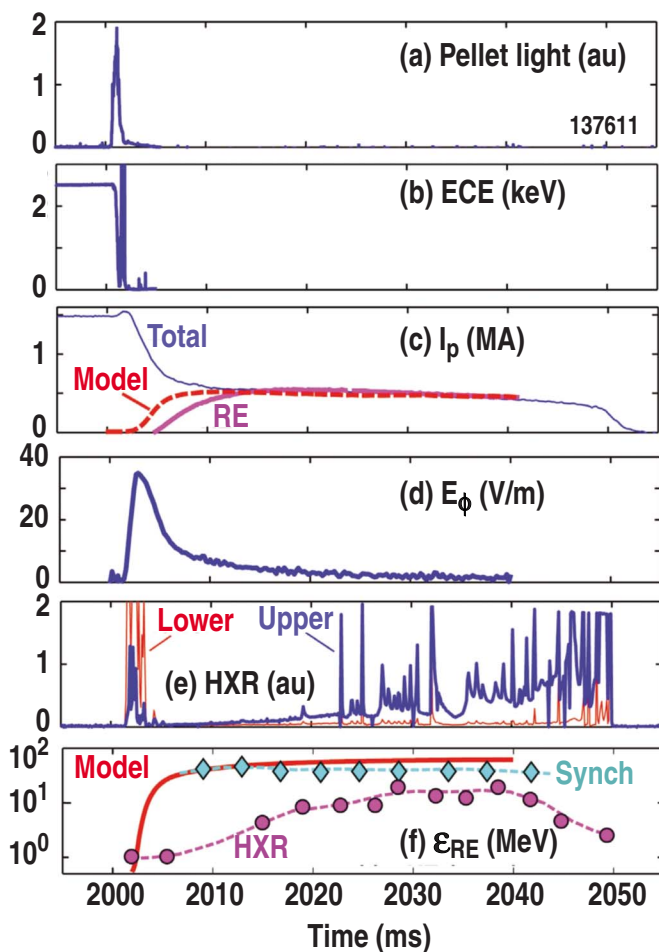 2
(a) Pellet light (au)
1
137611
0
2
(b) ECE (keV)
0
Total
(c) Ip (MA)
1
Model
RE
0
40
(d) Eϕ (V/m)
20
0
2
Lower
Upper
1
(e) HXR (au)
0
10²
Model
Synch
10¹
HXR
(f) ɛRE (MeV)
10⁰
2000 2010 2020 2030 2040 2050
Time (ms)